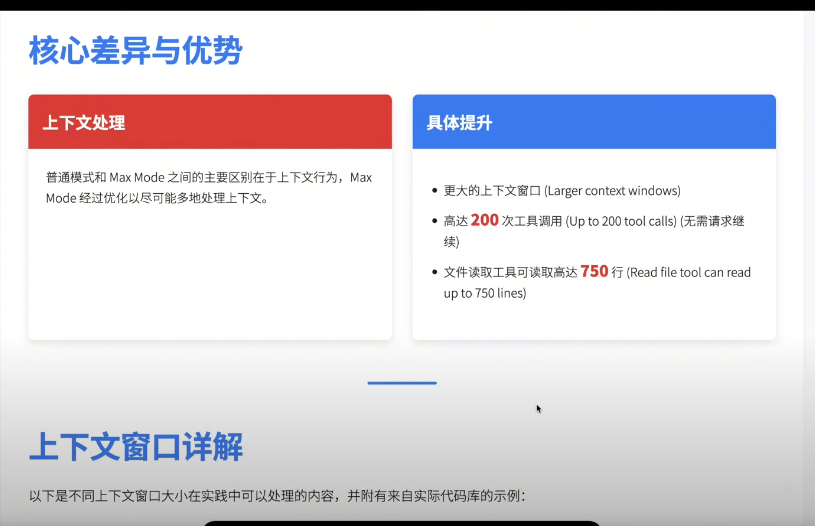 核心差异与优势
上下文处理
普通模式和 Max Mode 之间的主要区别在于上下文行为，Max
Mode 经过优化以尽可能多地处理上下文。
具体提升
• 更大的上下文窗口 (Larger context windows)
• 高达 200 次工具调用 (Up to 200 tool calls) (无需请求继
续)
• 文件读取工具可读取高达 750 行 (Read file tool can read
up to 750 lines)
上下文窗口详解
以下是不同上下文窗口大小在实践中可以处理的内容，并附有来自实际代码库的示例：